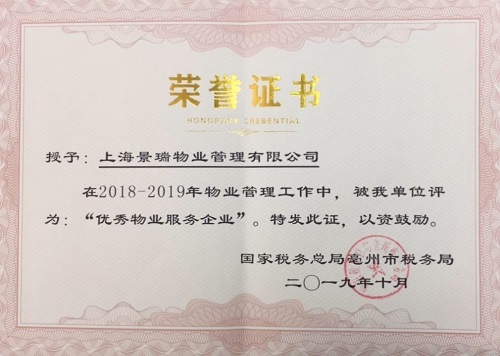 荣誉证书
HONORARY CREDENTIAL
授予：上海景瑞物业管理有限公司
在2018-2019年物业管理工作中，被我单位评
为：“优秀物业服务企业”。特发此证，以资鼓励。
国家税务总局亳州市税务局
二〇一九年十月